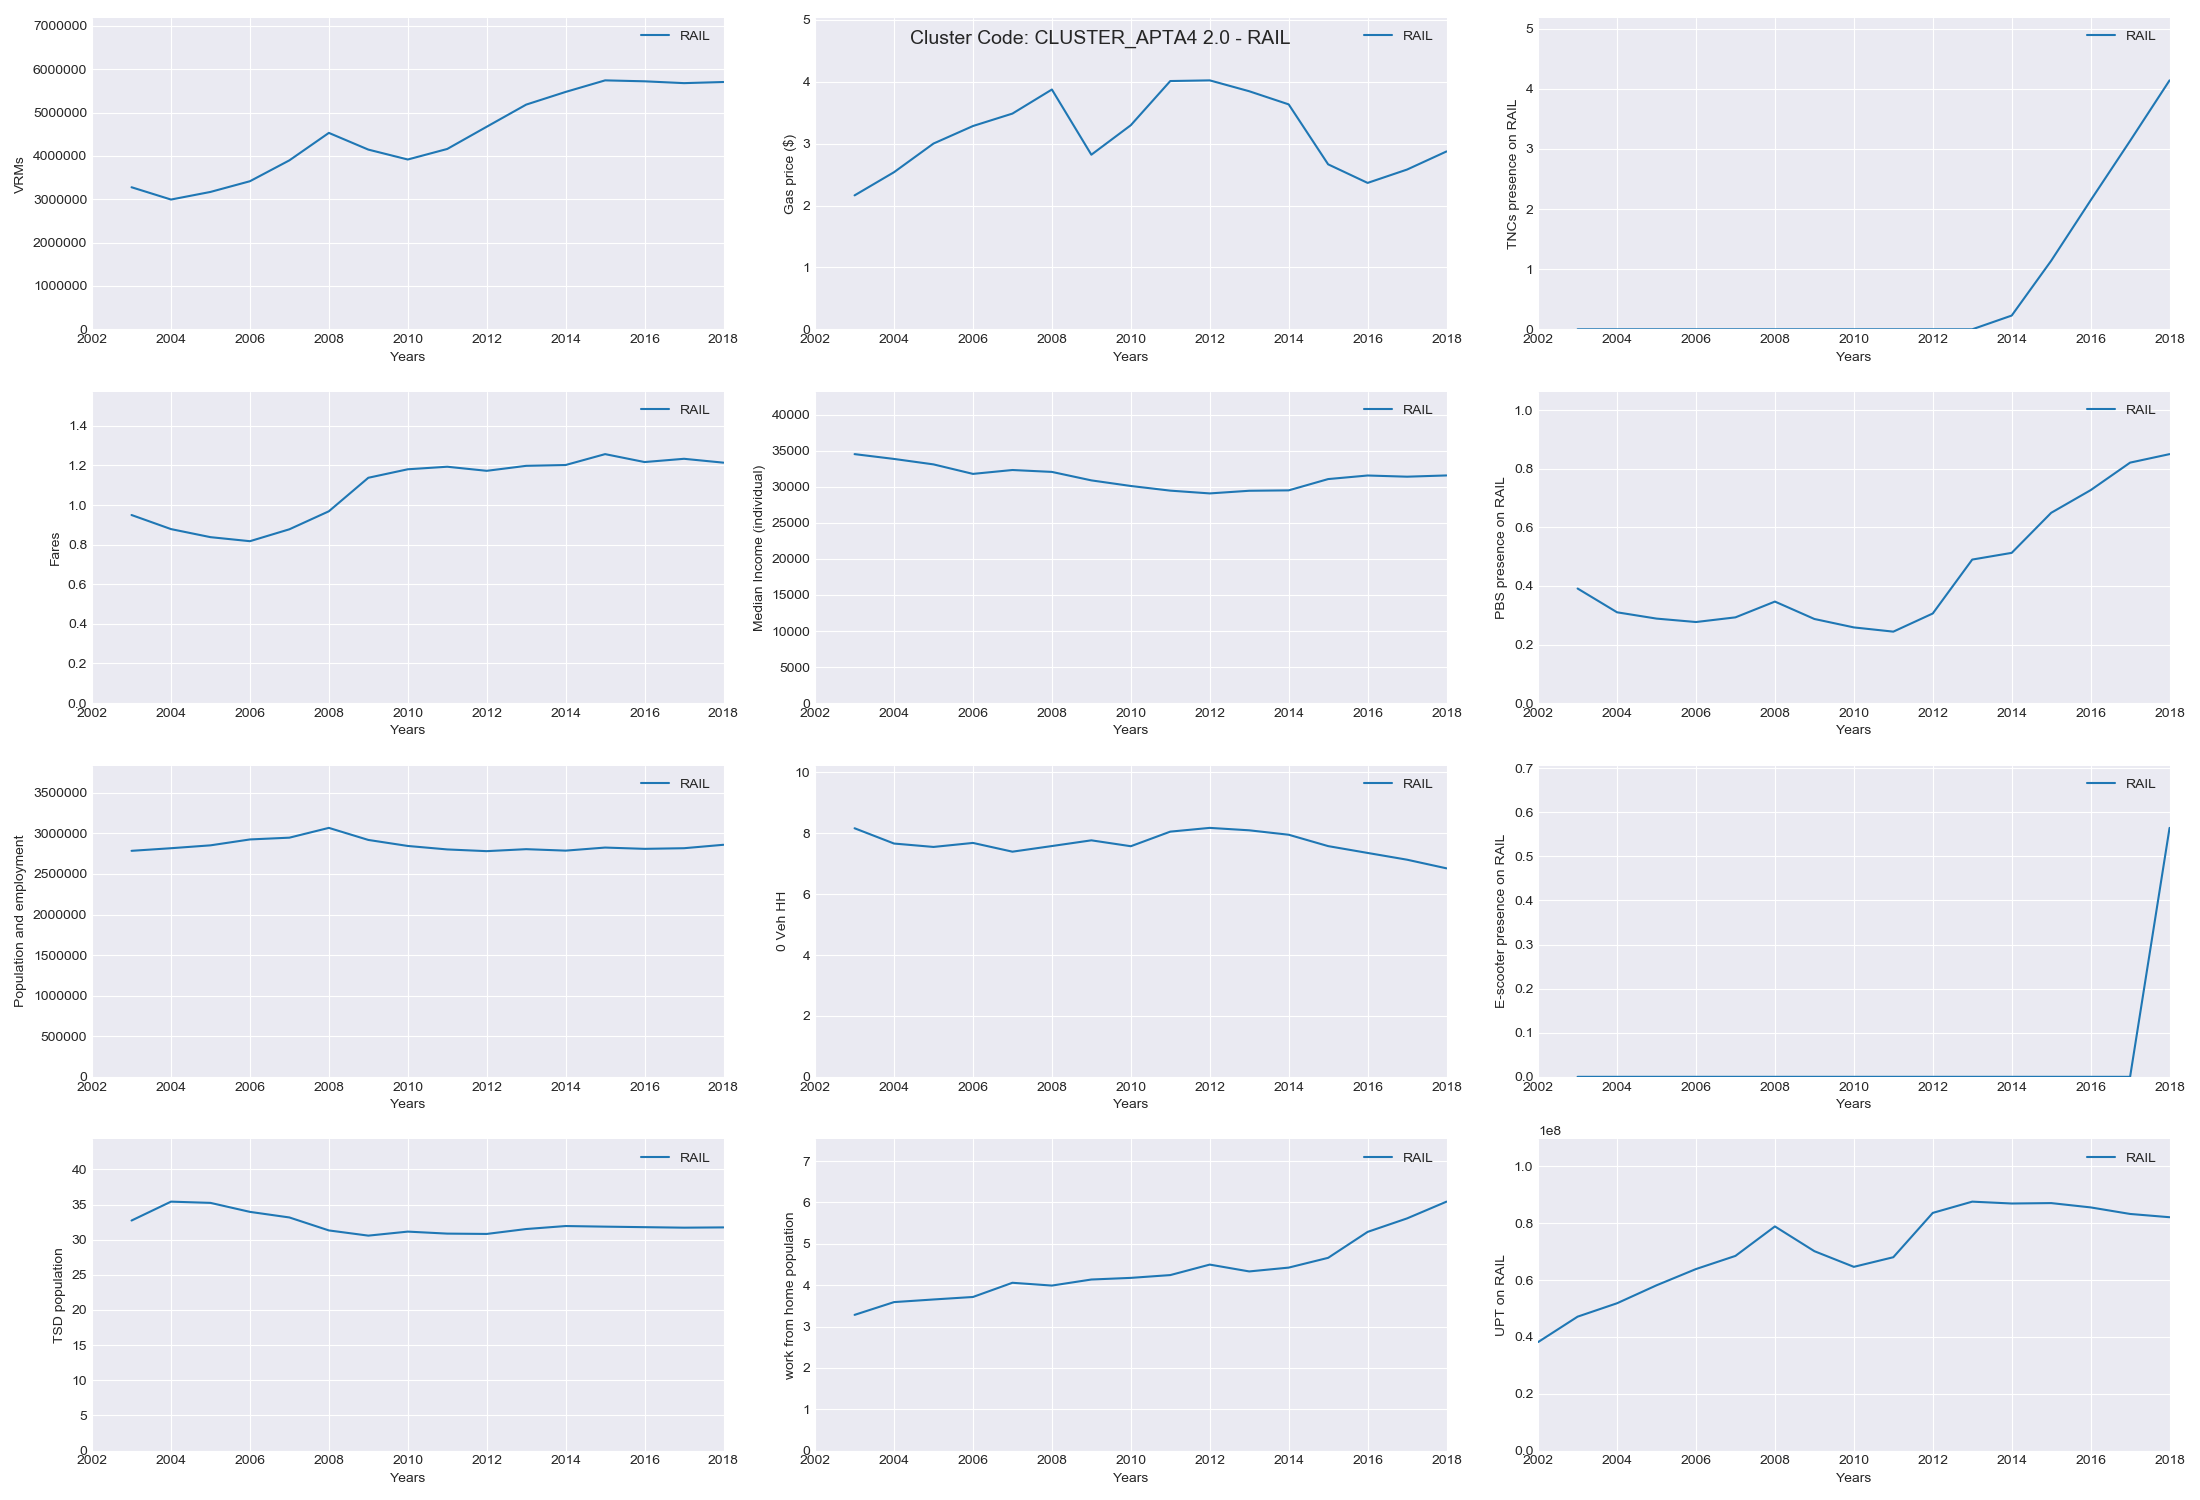 Cluster Code: CLUSTER_APTA4 2.0 - RAIL
VRMs
7000000
6000000
5000000
4000000
3000000
2000000
1000000
0
RAIL
2002 2004 2006 2008 2010 2012 2014 2016 2018
Years
Gas price ($)
5
4
3
2
1
0
RAIL
2002 2004 2006 2008 2010 2012 2014 2016 2018
Years
TNCs presence on RAIL
5
4
3
2
1
0
RAIL
2002 2004 2006 2008 2010 2012 2014 2016 2018
Years
Fares
1.4
1.2
1.0
0.8
0.6
0.4
0.2
0.0
RAIL
2002 2004 2006 2008 2010 2012 2014 2016 2018
Years
Median Income (individual)
40000
35000
30000
25000
20000
15000
10000
5000
0
RAIL
2002 2004 2006 2008 2010 2012 2014 2016 2018
Years
PBS presence on RAIL
1.0
0.8
0.6
0.4
0.2
0.0
RAIL
2002 2004 2006 2008 2010 2012 2014 2016 2018
Years
Population and employment
3500000
3000000
2500000
2000000
1500000
1000000
500000
0
RAIL
2002 2004 2006 2008 2010 2012 2014 2016 2018
Years
0 Veh HH
10
8
6
4
2
0
RAIL
2002 2004 2006 2008 2010 2012 2014 2016 2018
Years
E-scooter presence on RAIL
0.7
0.6
0.5
0.4
0.3
0.2
0.1
0.0
RAIL
2002 2004 2006 2008 2010 2012 2014 2016 2018
Years
TSD population
40
35
30
25
20
15
10
5
0
RAIL
2002 2004 2006 2008 2010 2012 2014 2016 2018
Years
work from home population
7
6
5
4
3
2
1
0
RAIL
2002 2004 2006 2008 2010 2012 2014 2016 2018
Years
UPT on RAIL
1e8
1.0
0.8
0.6
0.4
0.2
0.0
RAIL
2002 2004 2006 2008 2010 2012 2014 2016 2018
Years